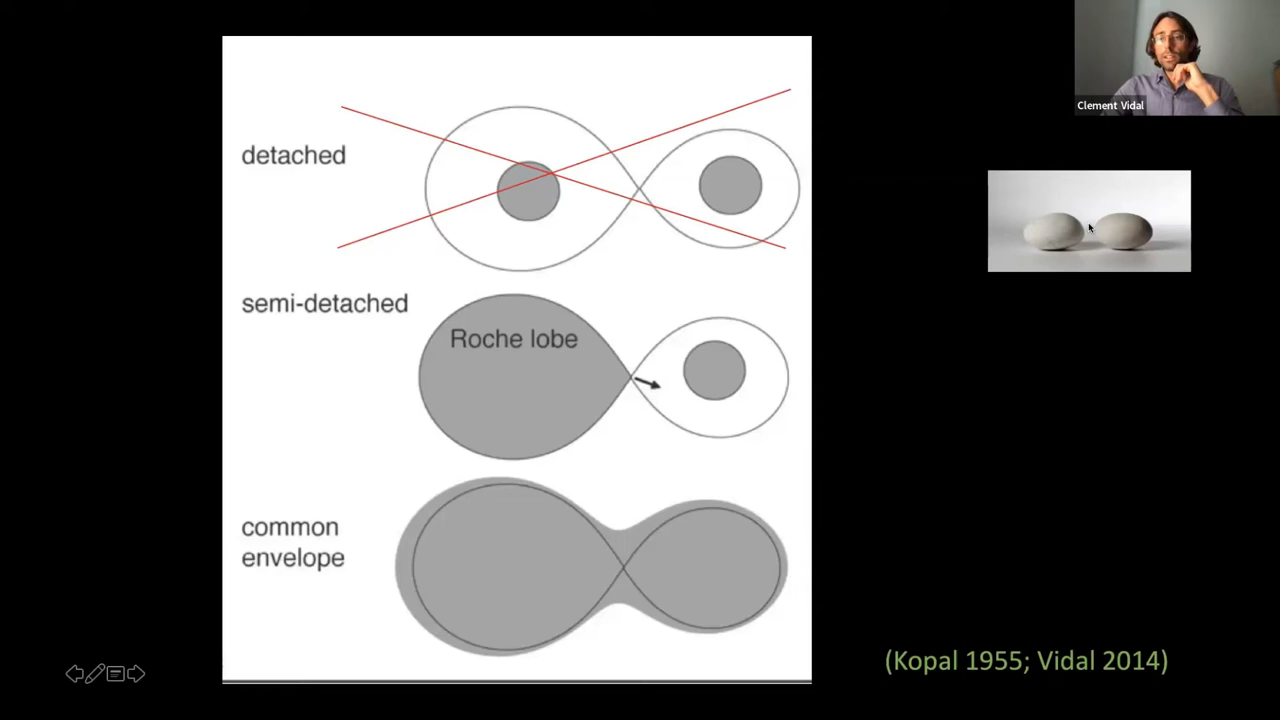 Clement Vidal
detached
semi-detached
Roche lobe
common
envelope
(Kopal 1955; Vidal 2014)